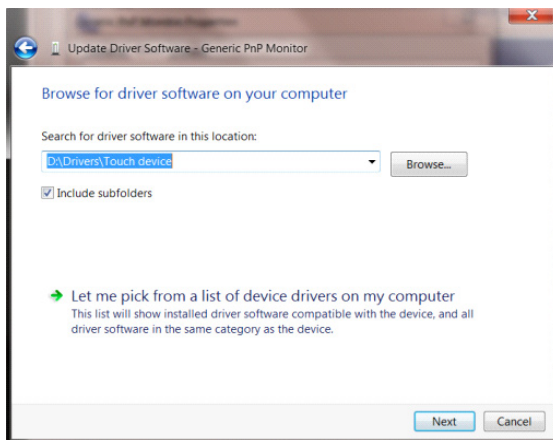 Update Driver Software - Generic PnP Monitor
Browse for driver software on your computer
Search for driver software in this location:
D:\Drivers\Touch device
Browse...
Include subfolders
Let me pick from a list of device drivers on my computer
This list will show installed driver software compatible with the device, and all
driver software in the same category as the device.
Next
Cancel